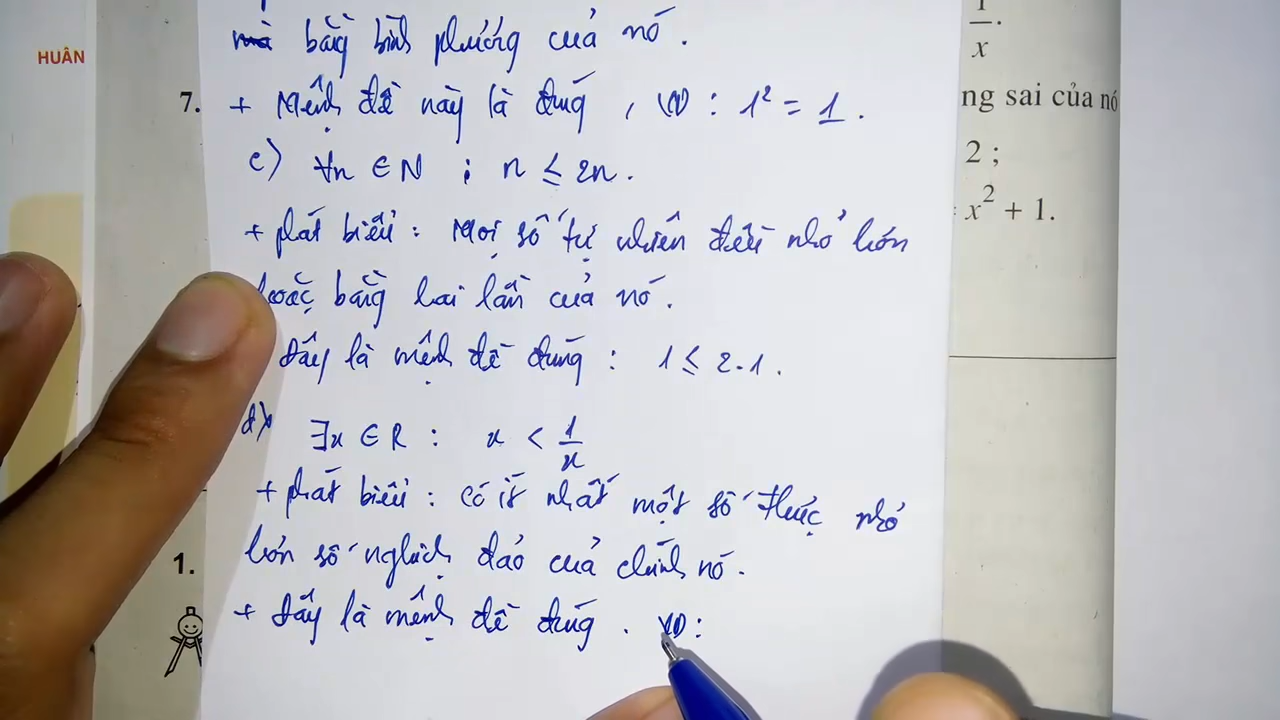 mà bằng bình phương của nó.
HUÂN
7.
+ Mệnh đề này là đúng, VD: 1² = 1.
c) ∀n ∈ N ; n ≤ 2n.
+ phát biểu: Mọi số tự nhiên đều nhỏ hơn
hoặc bằng hai lần của nó.
đây là mệnh đề đúng: 1 ≤ 2.1.
d) ∃x ∈ R : x < 1/x
+ phát biểu: có ít nhất một số thực nhỏ
hơn số nghịch đảo của chính nó.
1.
+ đây là mệnh đề đúng. VD:
1/x.
ng sai của nó
2 ;
x² + 1.